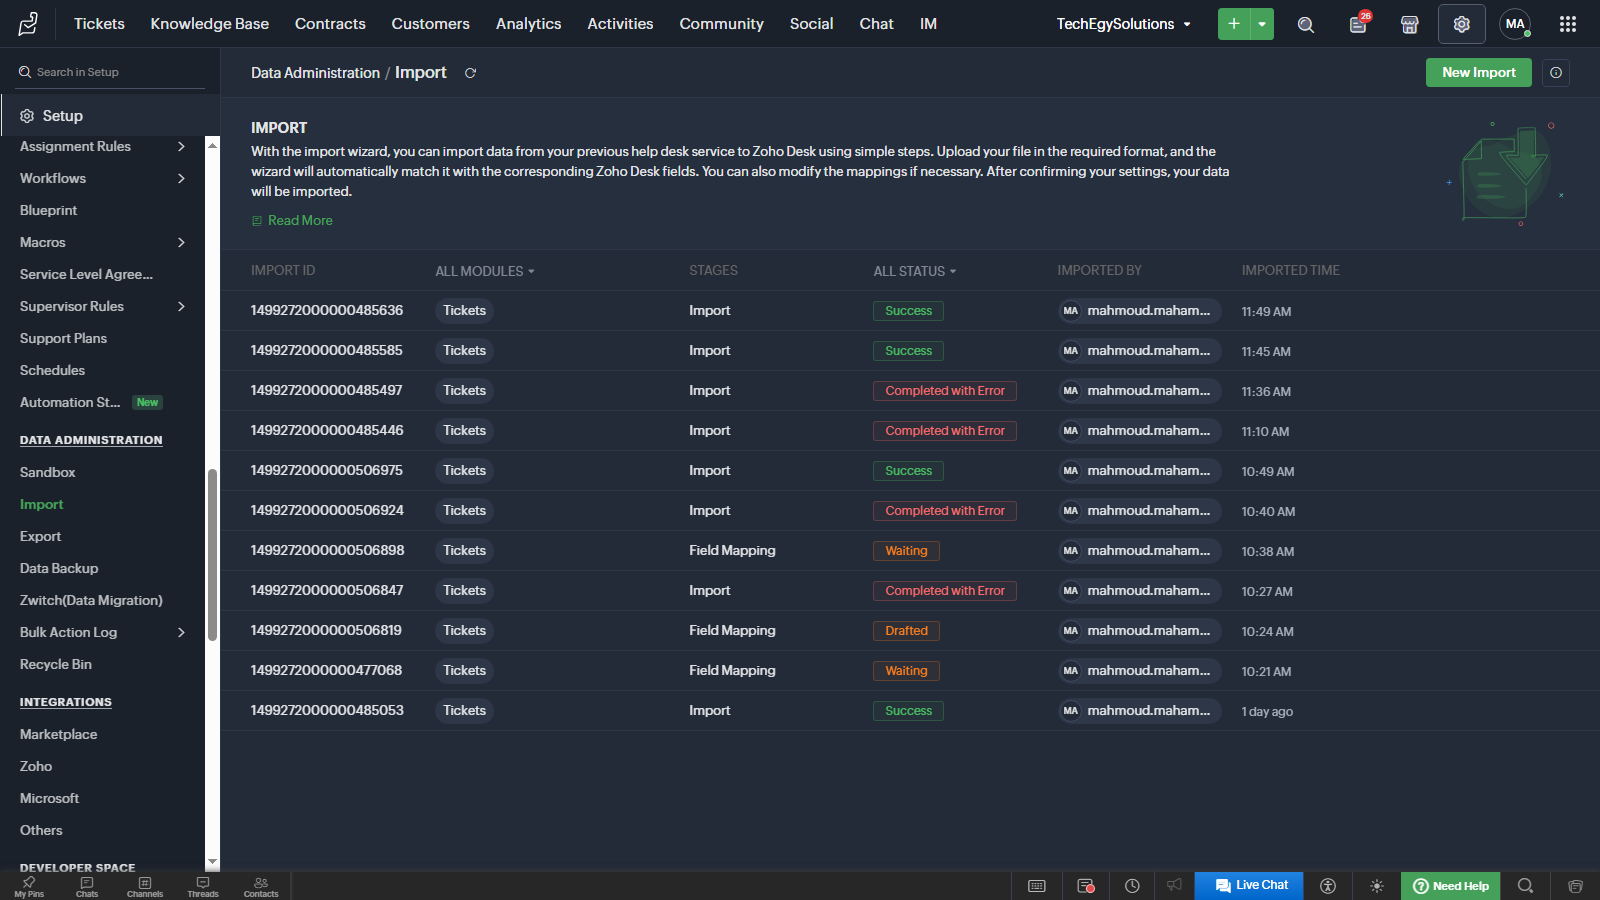 Tickets Knowledge Base Contracts Customers Analytics Activities Community Social Chat IM TechEgySolutions 26 MA
Search in Setup
Data Administration / Import
New Import
Setup
Assignment Rules
Workflows
Blueprint
Macros
Service Level Agree...
Supervisor Rules
Support Plans
Schedules
Automation St... New
DATA ADMINISTRATION
Sandbox
Import
Export
Data Backup
Zwitch(Data Migration)
Bulk Action Log
Recycle Bin
INTEGRATIONS
Marketplace
Zoho
Microsoft
Others
DEVELOPER SPACE
IMPORT
With the import wizard, you can import data from your previous help desk service to Zoho Desk using simple steps. Upload your file in the required format, and the
wizard will automatically match it with the corresponding Zoho Desk fields. You can also modify the mappings if necessary. After confirming your settings, your data
will be imported.
Read More
IMPORT ID ALL MODULES STAGES ALL STATUS IMPORTED BY IMPORTED TIME
1499272000000485636 Tickets Import Success MA mahmoud.maham... 11:49 AM
1499272000000485585 Tickets Import Success MA mahmoud.maham... 11:45 AM
1499272000000485497 Tickets Import Completed with Error MA mahmoud.maham... 11:36 AM
1499272000000485446 Tickets Import Completed with Error MA mahmoud.maham... 11:10 AM
1499272000000506975 Tickets Import Success MA mahmoud.maham... 10:49 AM
1499272000000506924 Tickets Import Completed with Error MA mahmoud.maham... 10:40 AM
1499272000000506898 Tickets Field Mapping Waiting MA mahmoud.maham... 10:38 AM
1499272000000506847 Tickets Import Completed with Error MA mahmoud.maham... 10:27 AM
1499272000000506819 Tickets Field Mapping Drafted MA mahmoud.maham... 10:24 AM
1499272000000477068 Tickets Field Mapping Waiting MA mahmoud.maham... 10:21 AM
1499272000000485053 Tickets Import Success MA mahmoud.maham... 1 day ago
My Pins Chats Channels Threads Contacts Live Chat Need Help